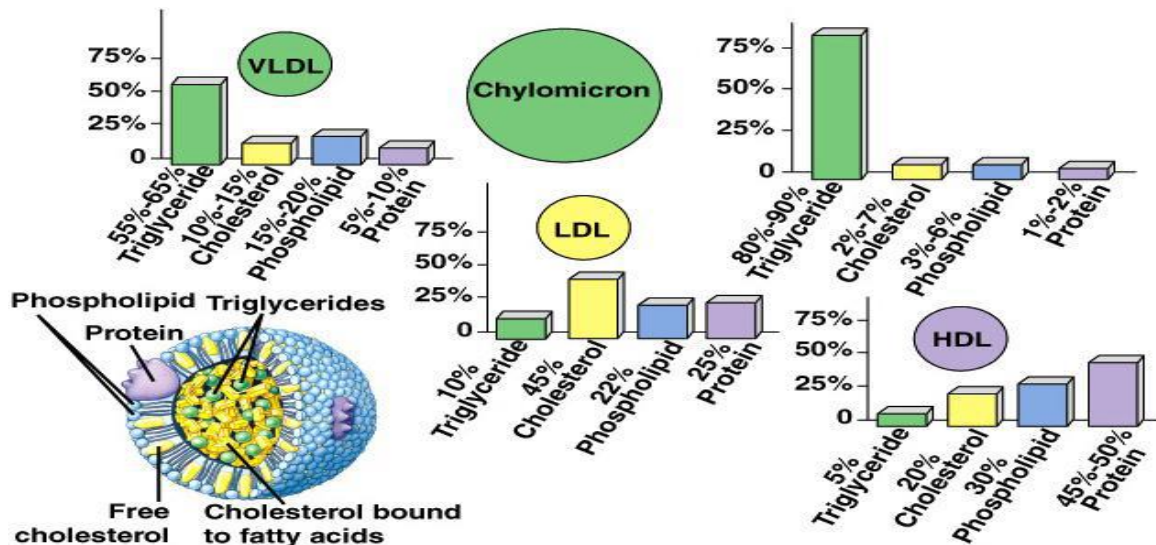 75%
50%
25%
0
VLDL
55%-65%
Triglyceride
10%-15%
Cholesterol
15%-20%
Phospholipid
5%-10%
Protein
Chylomicron
75%
50%
25%
0
80%-90%
Triglyceride
2%-7%
Cholesterol
3%-6%
Phospholipid
1%-2%
Protein
75%
50%
25%
0
LDL
10%
Triglyceride
45%
Cholesterol
22%
Phospholipid
25%
Protein
75%
50%
25%
0
HDL
5%
Triglyceride
20%
Cholesterol
30%
Phospholipid
45%-50%
Protein
Phospholipid
Triglycerides
Protein
Free
cholesterol
Cholesterol bound
to fatty acids